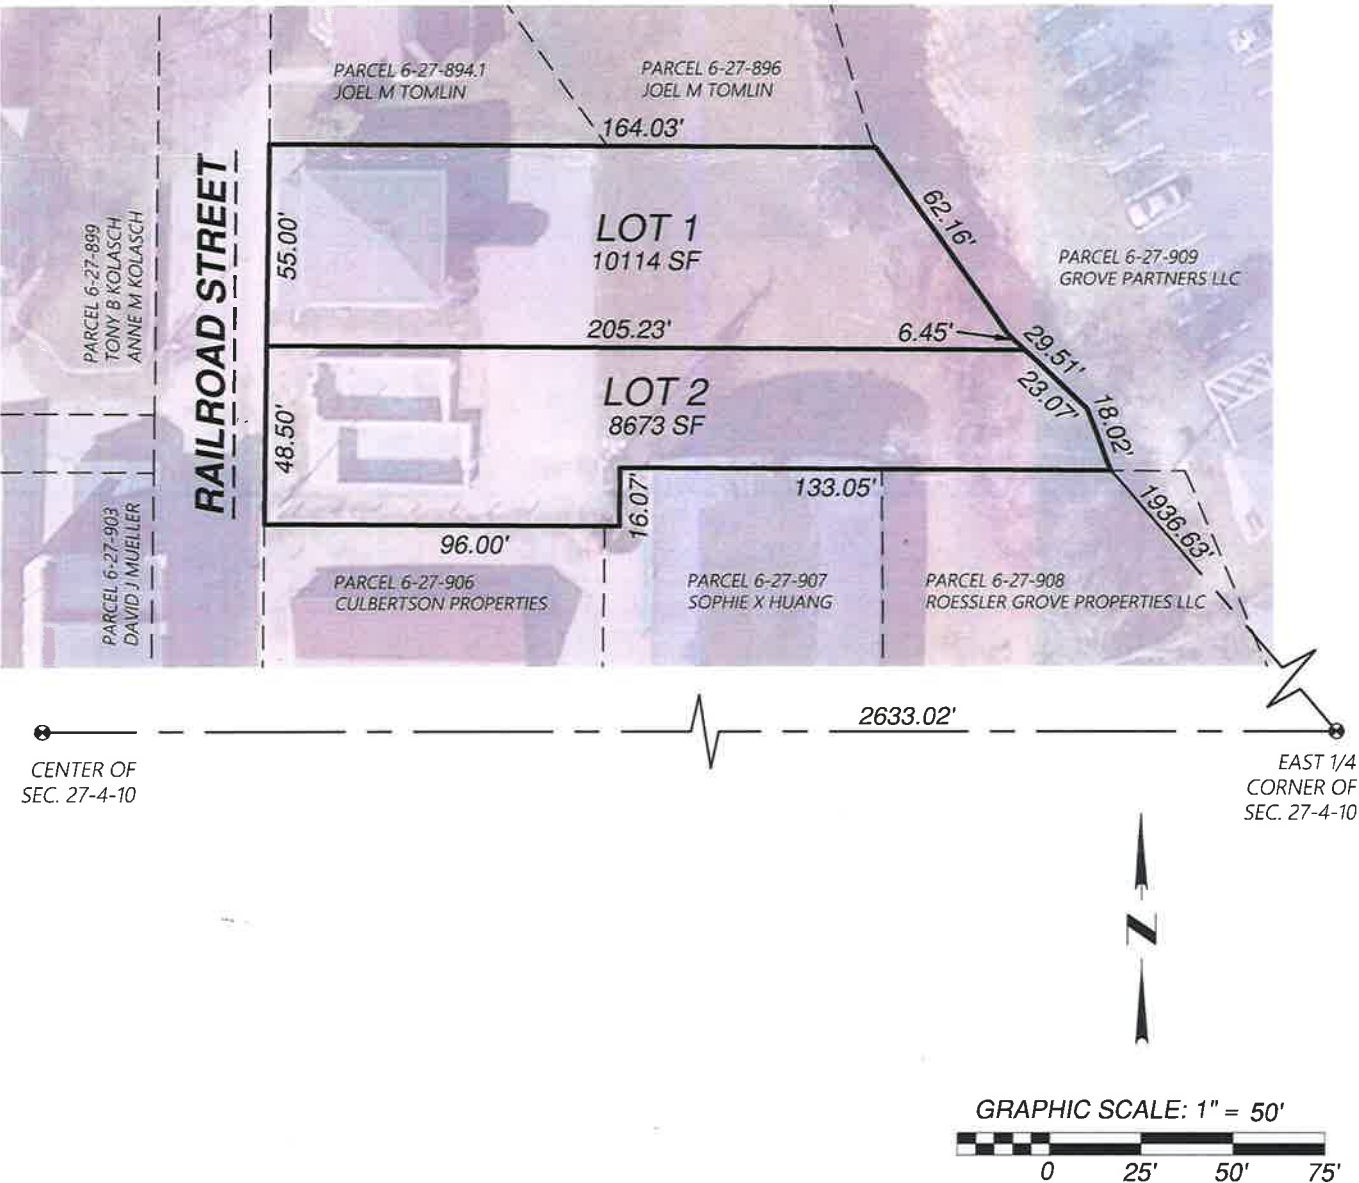 PARCEL 6-27-894.1
JOEL M TOMLIN
PARCEL 6-27-896
JOEL M TOMLIN
164.03'
RAILROAD STREET
PARCEL 6-27-899
TONY B KOLASCH
ANNE M KOLASCH
55.00'
LOT 1
10114 SF
62.16'
PARCEL 6-27-909
GROVE PARTNERS LLC
205.23'
6.45'
29.51'
23.07'
18.02'
LOT 2
8673 SF
48.50'
16.07'
133.05'
1936.63'
96.00'
PARCEL 6-27-903
DAVID J MUELLER
PARCEL 6-27-906
CULBERTSON PROPERTIES
PARCEL 6-27-907
SOPHIE X HUANG
PARCEL 6-27-908
ROESSLER GROVE PROPERTIES LLC
2633.02'
CENTER OF
SEC. 27-4-10
EAST 1/4
CORNER OF
SEC. 27-4-10
N
GRAPHIC SCALE: 1" = 50'
0 25' 50' 75'